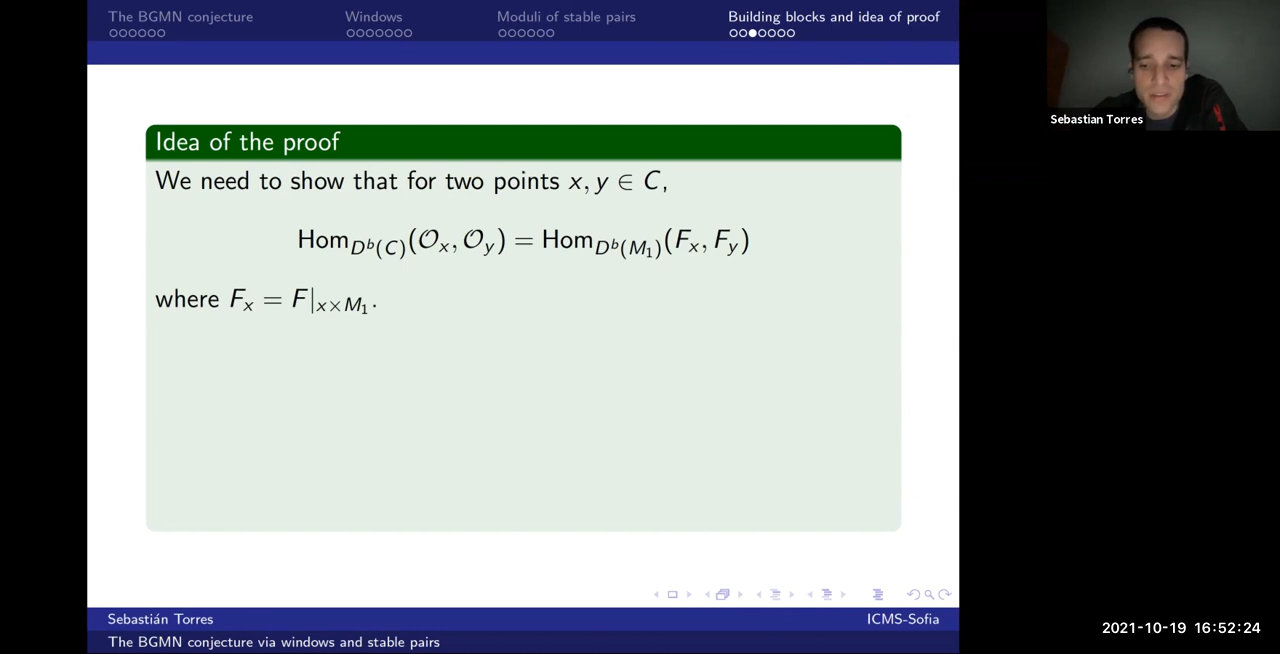 The BGMN conjecture
Windows
Moduli of stable pairs
Building blocks and idea of proof
Sebastian Torres
Idea of the proof
We need to show that for two points x, y ∈ C,
Hom_{D^b(C)}(𝒪_x, 𝒪_y) = Hom_{D^b(M_1)}(F_x, F_y)
where F_x = F|_{x×M_1}.
Sebastián Torres
ICMS-Sofia
The BGMN conjecture via windows and stable pairs
2021-10-19 16:52:24